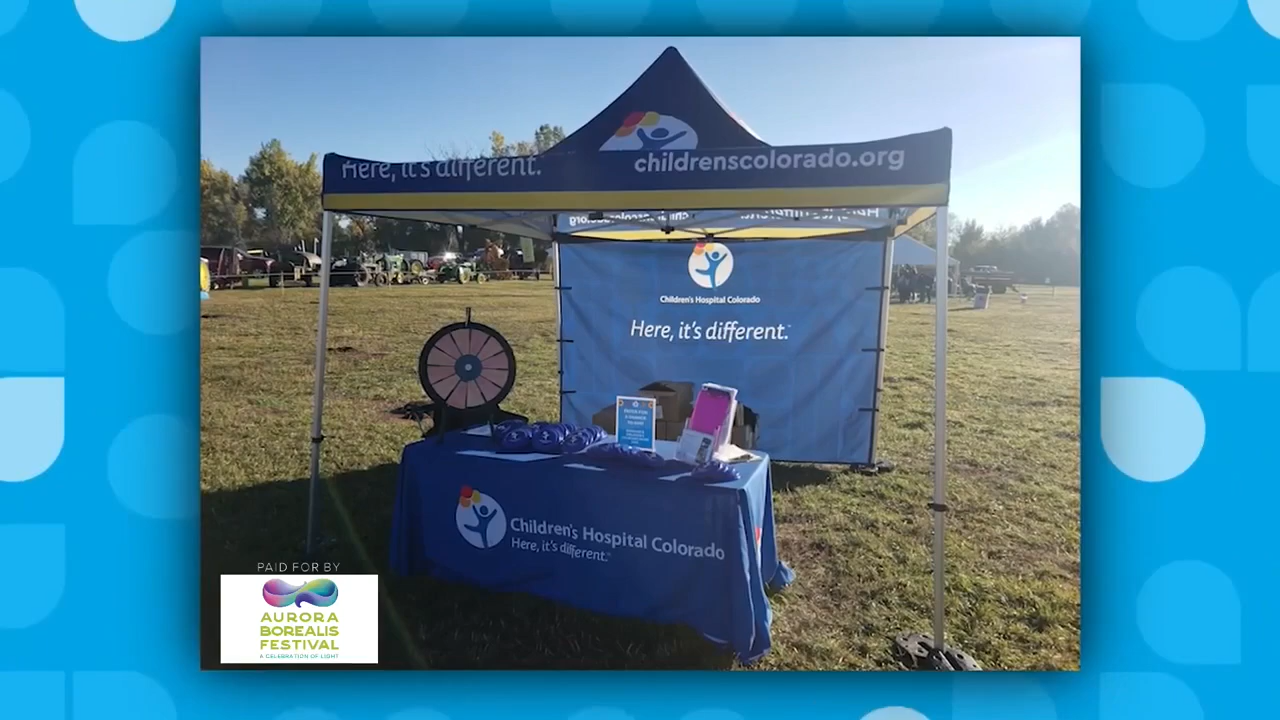 Here, it's different.
childrenscolorado.org
Children's Hospital Colorado
Here, it's different.
Children's Hospital Colorado
Here, it's different.
PAID FOR BY
AURORA
BOREALIS
FESTIVAL
A CELEBRATION OF LIGHT